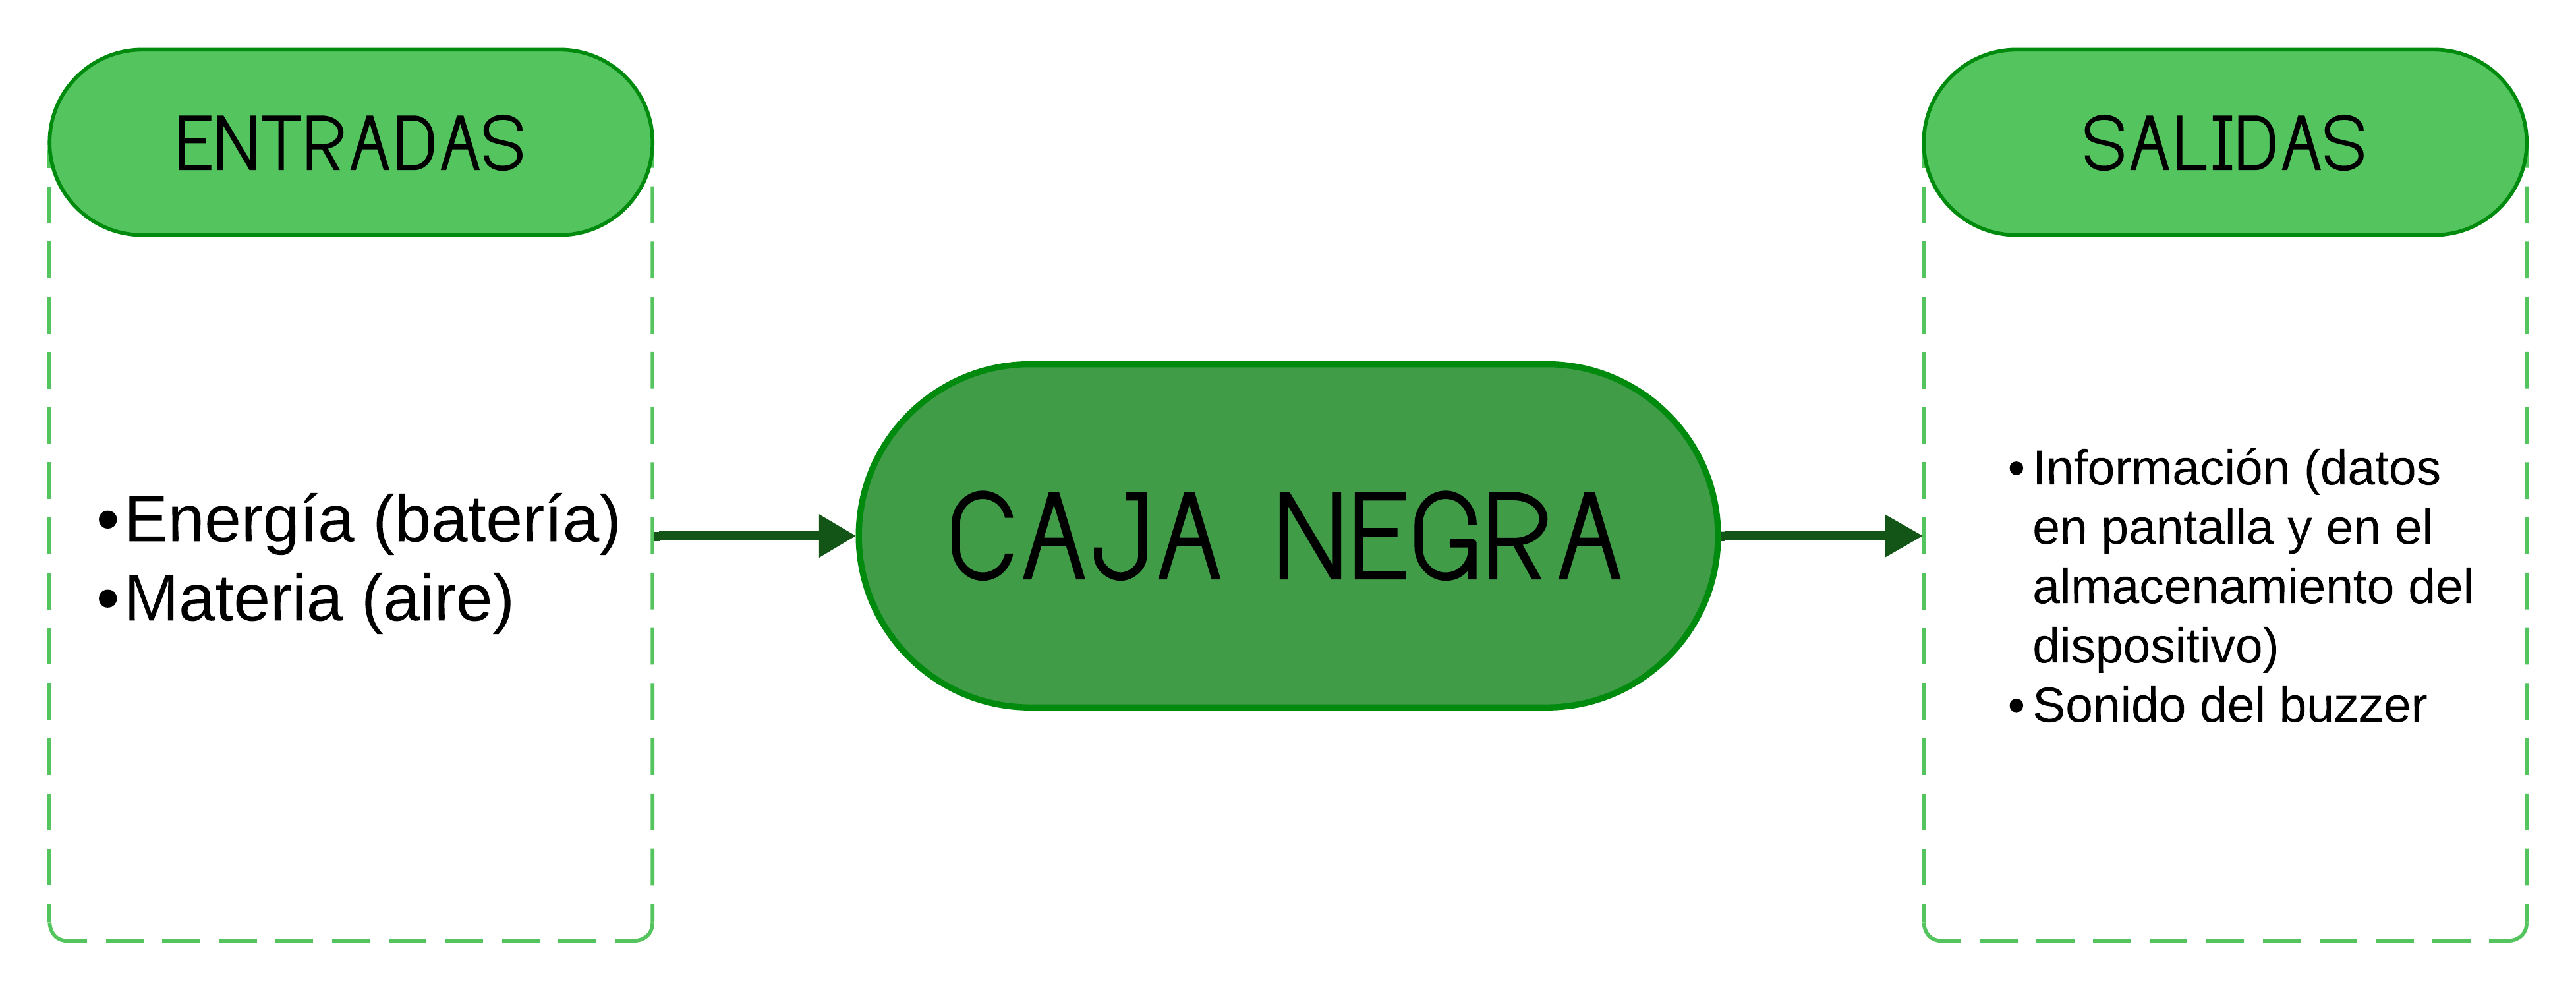 ENTRADAS
•Energía (batería)
•Materia (aire)
CAJA NEGRA
SALIDAS
•Información (datos
en pantalla y en el
almacenamiento del
dispositivo)
•Sonido del buzzer